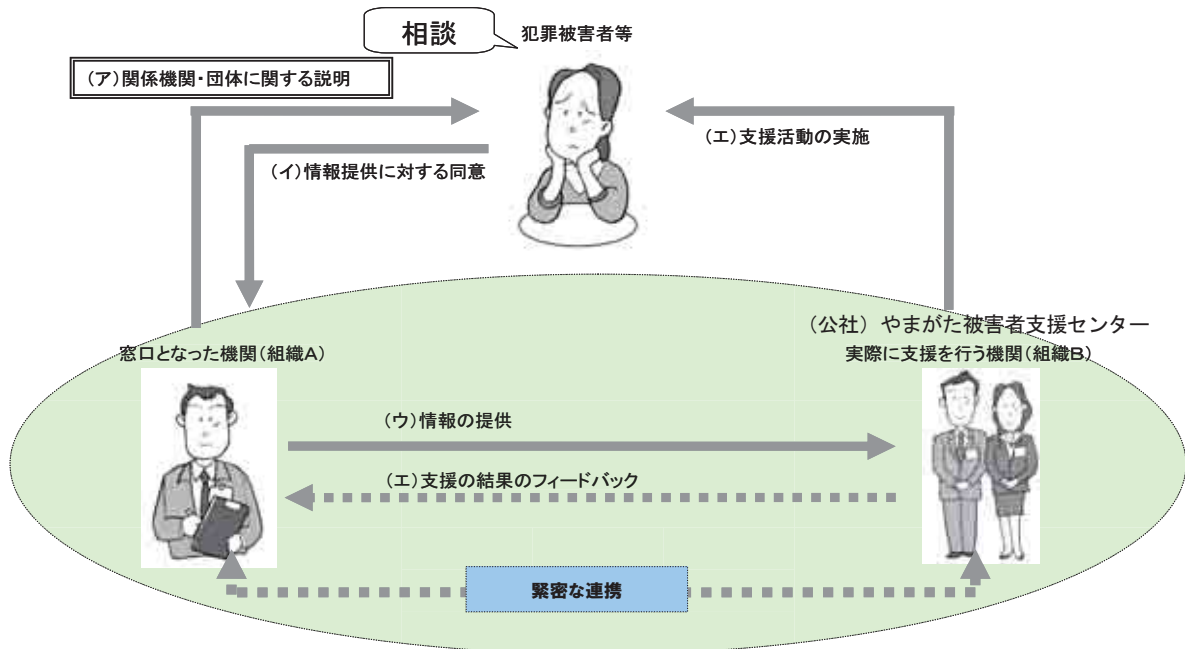 相談
犯罪被害者等
(ア)関係機関・団体に関する説明
(エ)支援活動の実施
(イ)情報提供に対する同意
(公社)やまがた被害者支援センター
窓口となった機関(組織A)
実際に支援を行う機関(組織B)
(ウ)情報の提供
(エ)支援の結果のフィードバック
緊密な連携